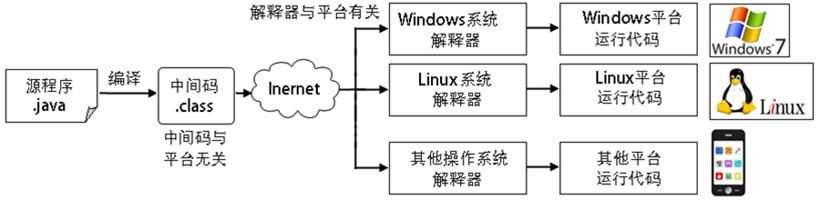 解释器与平台有关
源程序
.java
编译
中间码
.class
中间码与
平台无关
Inernet
Windows系统
解释器
Windows平台
运行代码
Windows 7
Linux系统
解释器
Linux平台
运行代码
Linux
其他操作系统
解释器
其他平台
运行代码